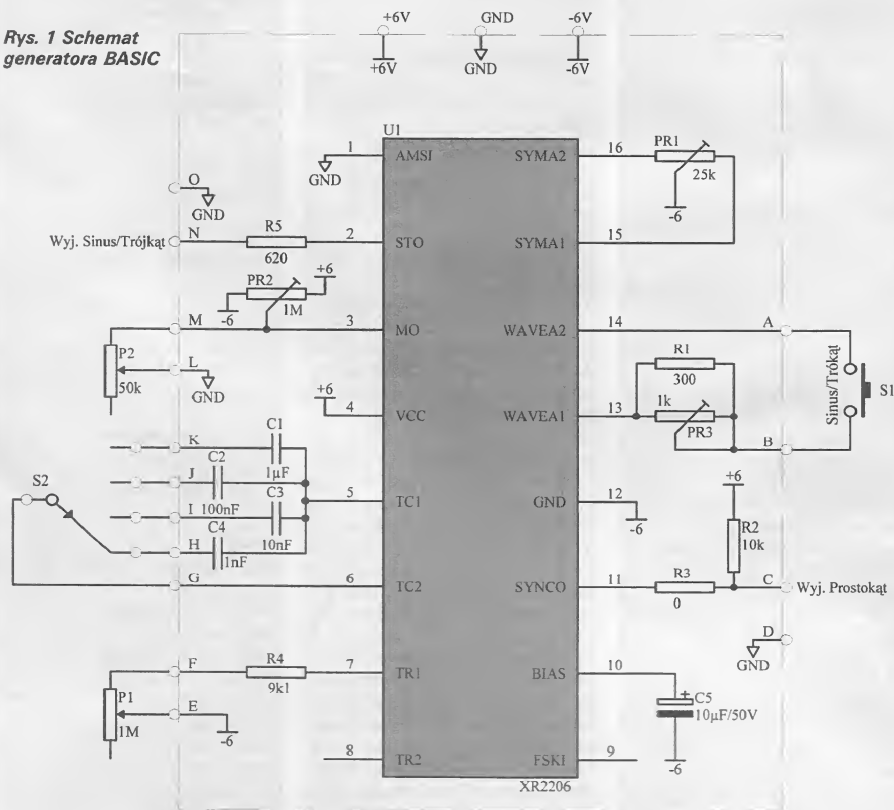 Rys. 1 Schemat
generatora BASIC
+6V GND -6V
+6V GND -6V
U1
1 AMSI SYMA2 16 PR1
GND 25k
O -6
GND
N R5 2 STO SYMA1 15
Wyj. Sinus/Trójkąt
620
PR2 +6
-6 1M
M 3 MO WAVEA2 14 A
P2 L R1
50k GND 300
+6 1k
4 VCC WAVEA1 13 PR3 B
Sinus/Trókąt S1
K C1
1µF
S2 J C2
100nF
I C3
10nF
H C4
1nF
5 TC1 GND 12
-6
+6
R2
10k
G 6 TC2 SYNCO 11 R3 C Wyj. Prostokąt
0
D
GND
F R4 7 TR1 BIAS 10
9k1
P1 E
1M -6
+ C5
10µF/50V
-6
8 TR2 FSKI 9
XR2206